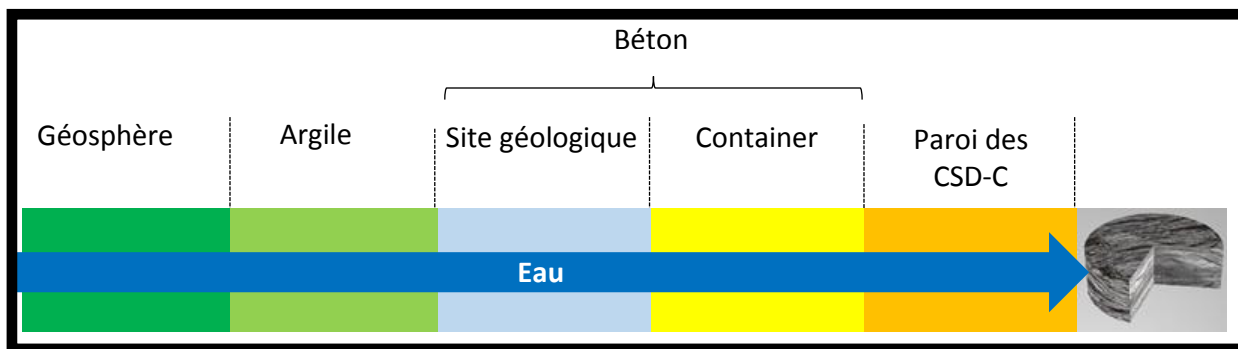 Béton
Géosphère
Argile
Site géologique
Container
Paroi des
CSD-C
Eau